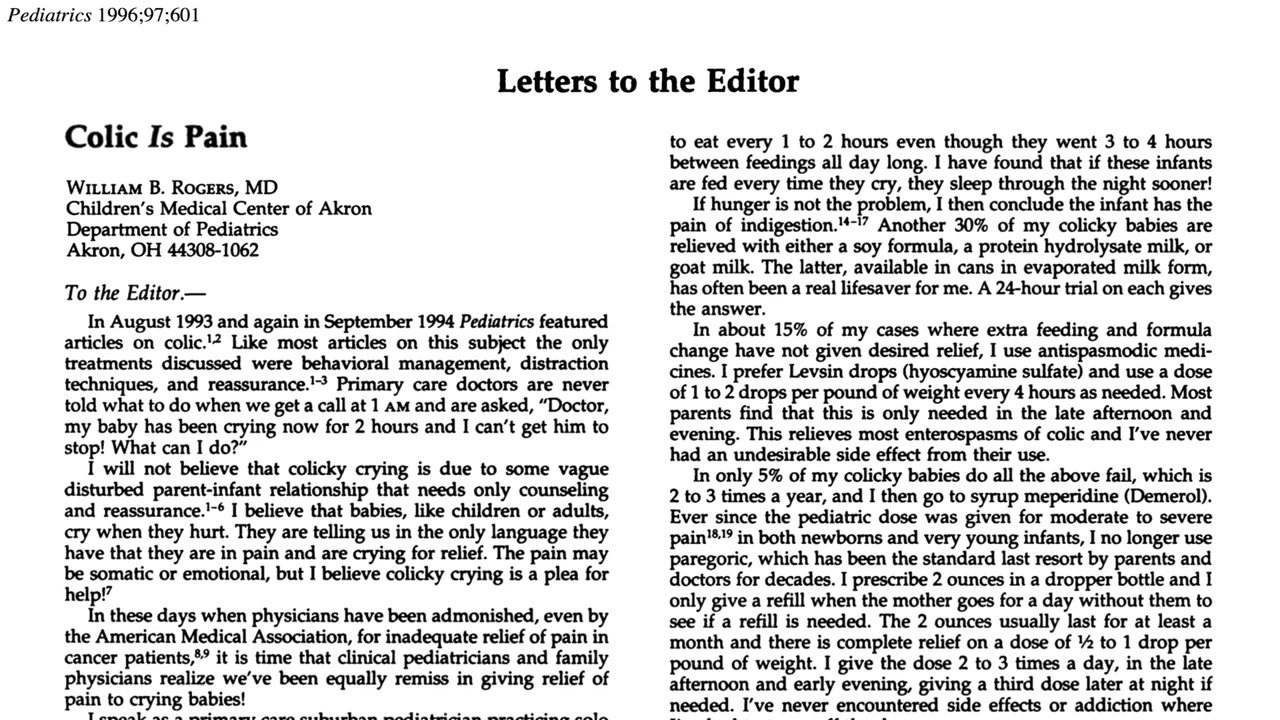 Pediatrics 1996;97;601
Letters to the Editor
Colic Is Pain
WILLIAM B. ROGERS, MD
Children's Medical Center of Akron
Department of Pediatrics
Akron, OH 44308-1062
To the Editor.—
In August 1993 and again in September 1994 Pediatrics featured
articles on colic.1,2 Like most articles on this subject the only
treatments discussed were behavioral management, distraction
techniques, and reassurance.1–3 Primary care doctors are never
told what to do when we get a call at 1 AM and are asked, "Doctor,
my baby has been crying now for 2 hours and I can't get him to
stop! What can I do?"
I will not believe that colicky crying is due to some vague
disturbed parent-infant relationship that needs only counseling
and reassurance.1–6 I believe that babies, like children or adults,
cry when they hurt. They are telling us in the only language they
have that they are in pain and are crying for relief. The pain may
be somatic or emotional, but I believe colicky crying is a plea for
help!7
In these days when physicians have been admonished, even by
the American Medical Association, for inadequate relief of pain in
cancer patients,8,9 it is time that clinical pediatricians and family
physicians realize we've been equally remiss in giving relief of
pain to crying babies!
I speak as a primary care suburban pediatrician practicing solo
to eat every 1 to 2 hours even though they went 3 to 4 hours
between feedings all day long. I have found that if these infants
are fed every time they cry, they sleep through the night sooner!
If hunger is not the problem, I then conclude the infant has the
pain of indigestion.14–17 Another 30% of my colicky babies are
relieved with either a soy formula, a protein hydrolysate milk, or
goat milk. The latter, available in cans in evaporated milk form,
has often been a real lifesaver for me. A 24-hour trial on each gives
the answer.
In about 15% of my cases where extra feeding and formula
change have not given desired relief, I use antispasmodic medi-
cines. I prefer Levsin drops (hyoscyamine sulfate) and use a dose
of 1 to 2 drops per pound of weight every 4 hours as needed. Most
parents find that this is only needed in the late afternoon and
evening. This relieves most enterospasms of colic and I've never
had an undesirable side effect from their use.
In only 5% of my colicky babies do all the above fail, which is
2 to 3 times a year, and I then go to syrup meperidine (Demerol).
Ever since the pediatric dose was given for moderate to severe
pain18,19 in both newborns and very young infants, I no longer use
paregoric, which has been the standard last resort by parents and
doctors for decades. I prescribe 2 ounces in a dropper bottle and I
only give a refill when the mother goes for a day without them to
see if a refill is needed. The 2 ounces usually last for at least a
month and there is complete relief on a dose of ½ to 1 drop per
pound of weight. I give the dose 2 to 3 times a day, in the late
afternoon and early evening, giving a third dose later at night if
needed. I've never encountered side effects or addiction where